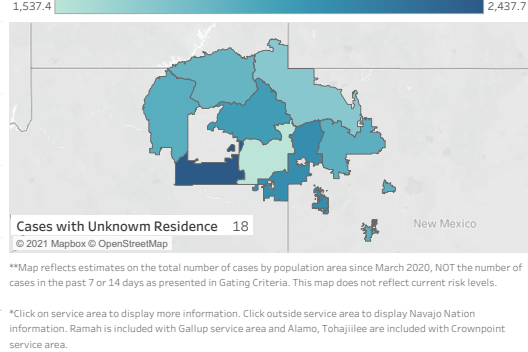 1,537.4 2,437.7
New Mexico
Cases with Unknowm Residence 18
© 2021 Mapbox © OpenStreetMap
**Map reflects estimates on the total number of cases by population area since March 2020, NOT the number of
cases in the past 7 or 14 days as presented in Gating Criteria. This map does not reflect current risk levels.
*Click on service area to display more information. Click outside service area to display Navajo Nation
information. Ramah is included with Gallup service area and Alamo, Tohajiilee are included with Crownpoint
service area.